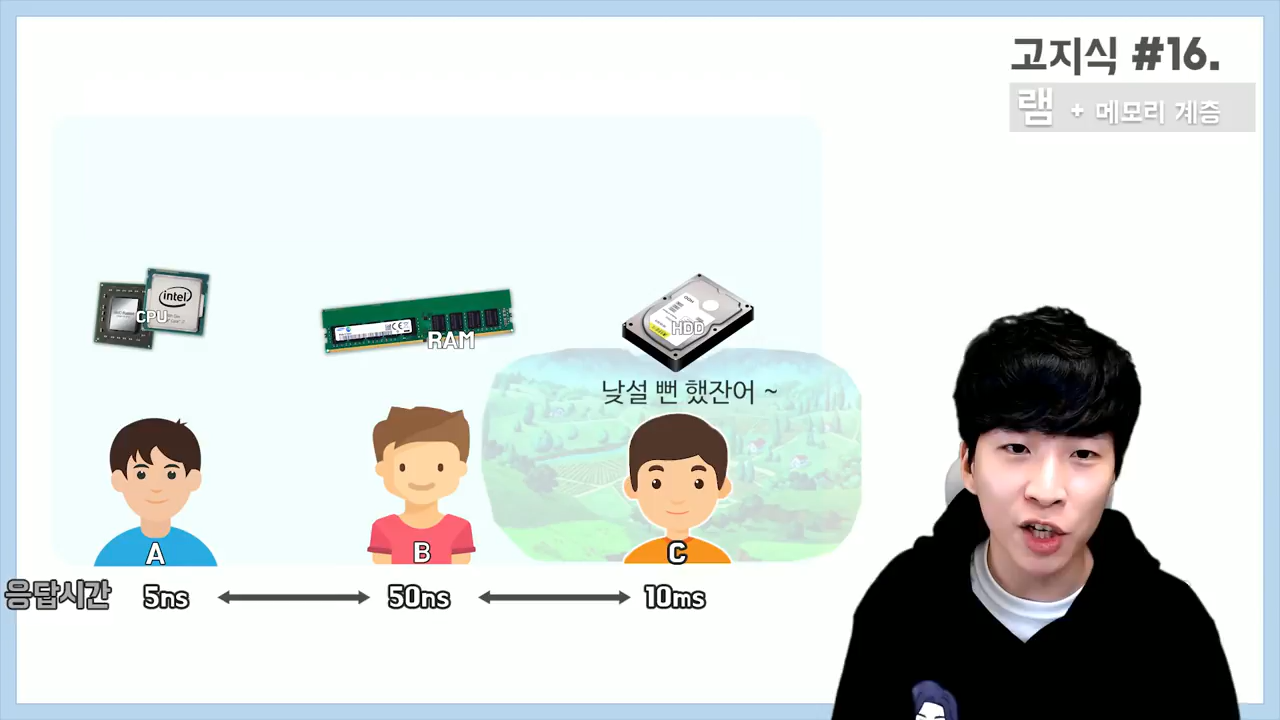 고지식 #16.
램 + 메모리 계층
intel
CPU
RAM
HDD
낯설 뻔 했잖어 ~
A
B
C
응답시간
5ns
50ns
10ms